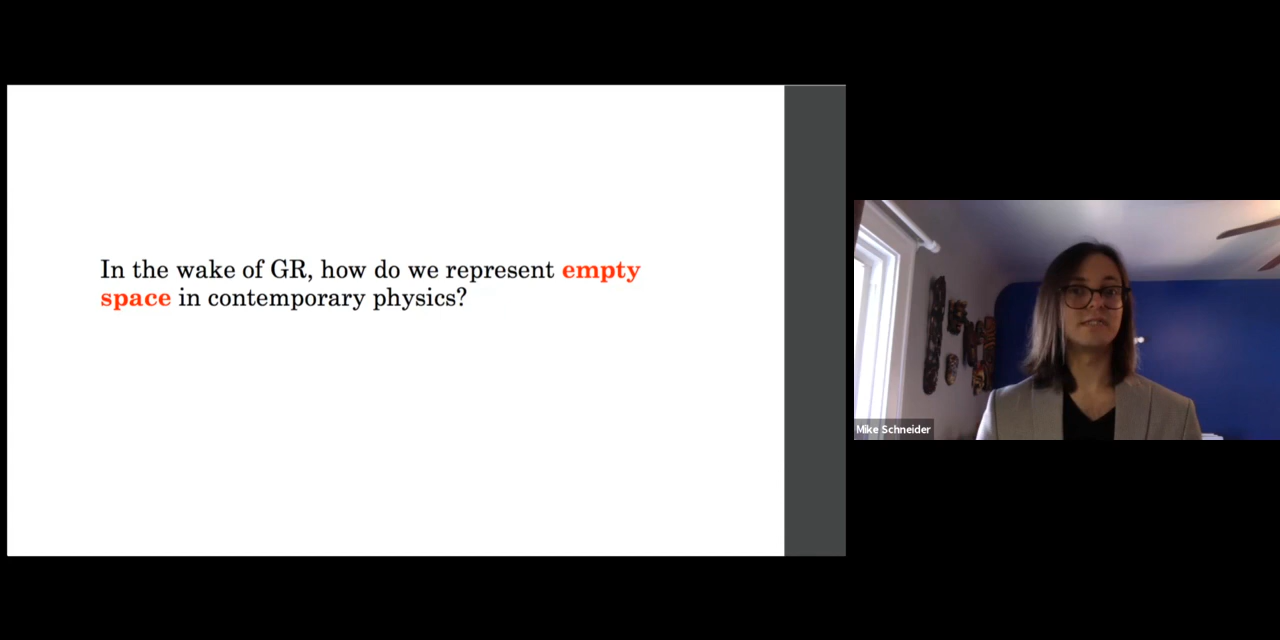 In the wake of GR, how do we represent empty
space in contemporary physics?
Mike Schneider